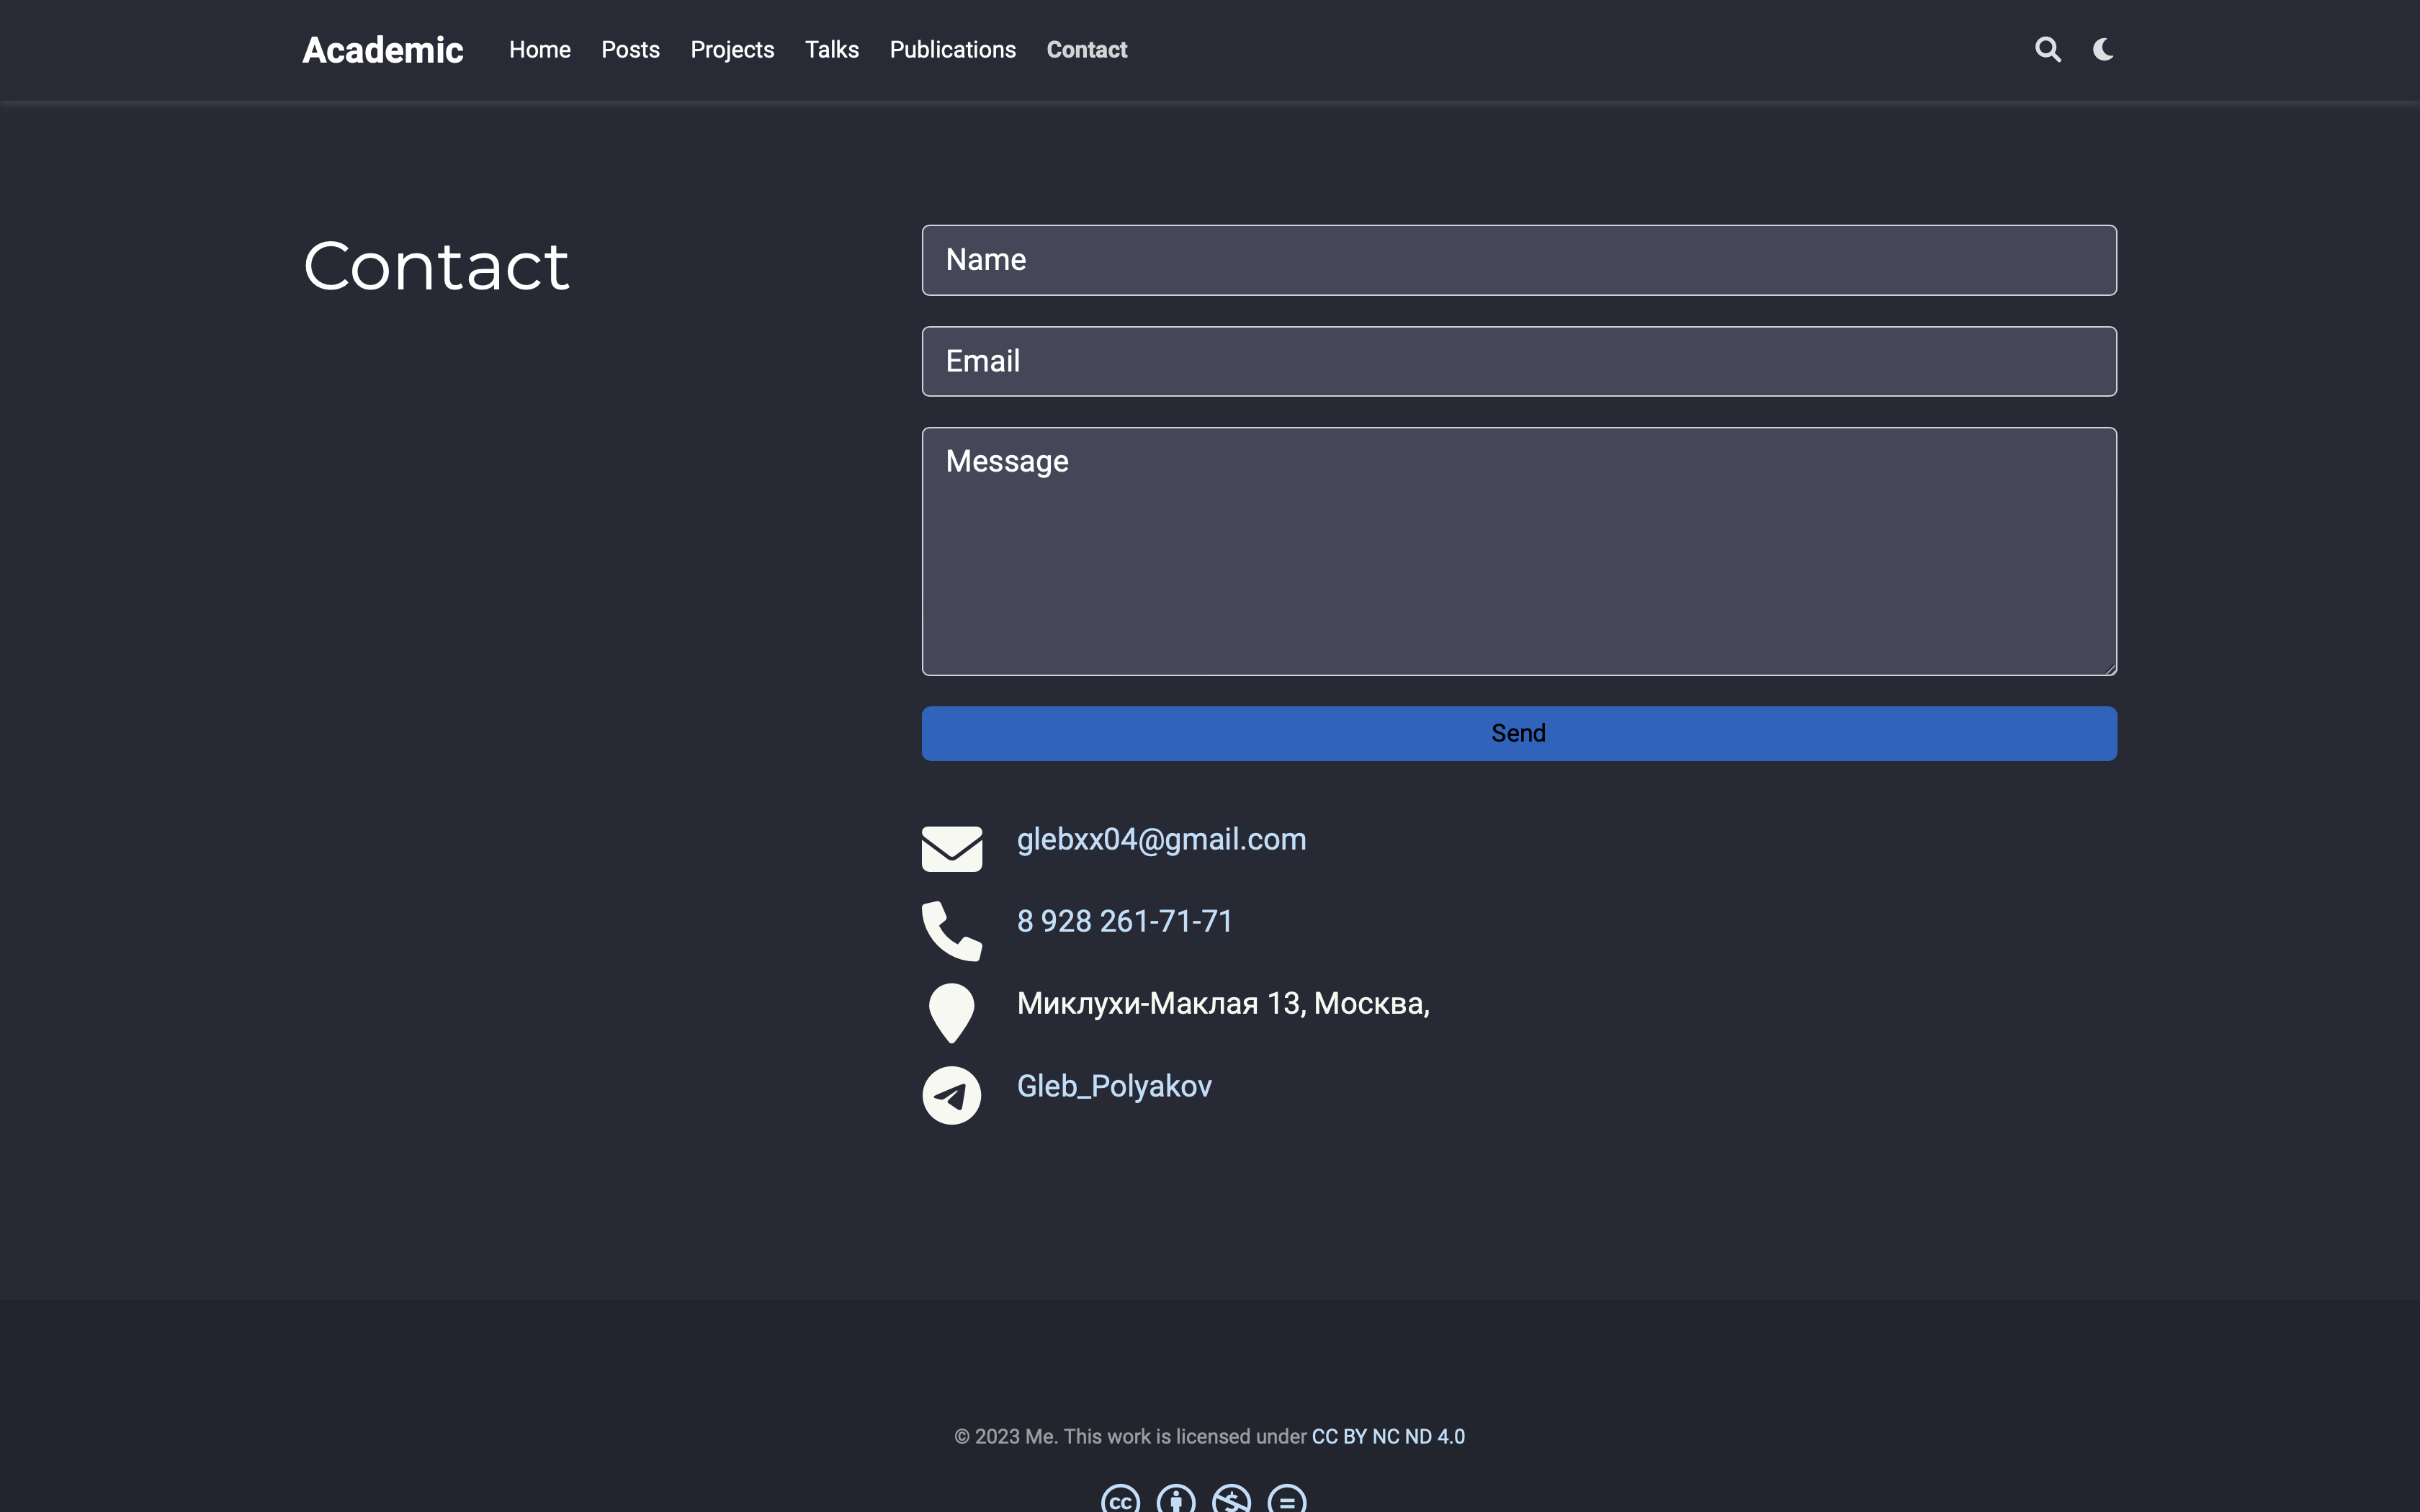 Academic Home Posts Projects Talks Publications Contact
Contact
Name
Email
Message
Send
glebxx04@gmail.com
8 928 261-71-71
Миклухи-Маклая 13, Москва,
Gleb_Polyakov
© 2023 Me. This work is licensed under CC BY NC ND 4.0
cc